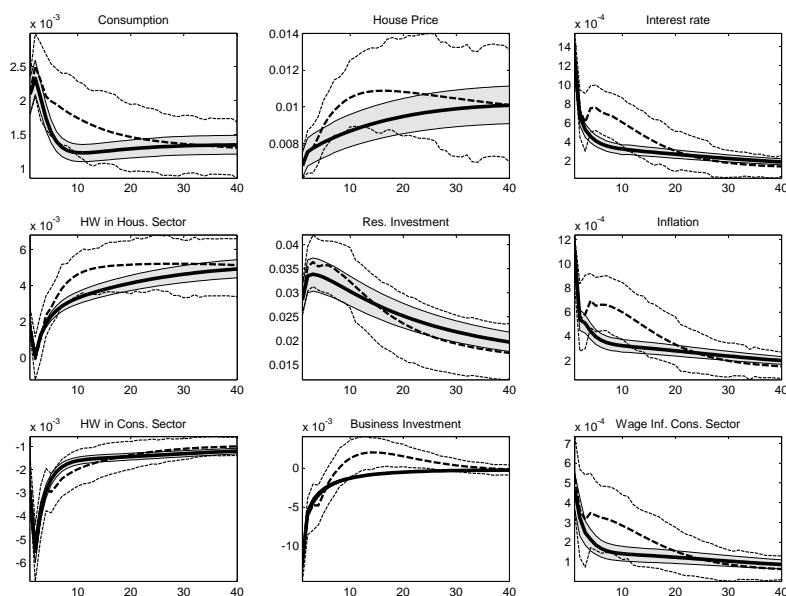 Consumption
x 10^-3
2.5
2
1.5
1
10 20 30 40
House Price
0.014
0.012
0.01
0.008
10 20 30 40
Interest rate
x 10^-4
14
12
10
8
6
4
2
10 20 30 40
HW in Hous. Sector
x 10^-3
6
4
2
0
10 20 30 40
Res. Investment
0.04
0.035
0.03
0.025
0.02
0.015
10 20 30 40
Inflation
x 10^-4
12
10
8
6
4
2
10 20 30 40
HW in Cons. Sector
x 10^-3
-1
-2
-3
-4
-5
-6
10 20 30 40
Business Investment
x 10^-3
0
-5
-10
10 20 30 40
Wage Inf. Cons. Sector
x 10^-4
7
6
5
4
3
2
1
10 20 30 40